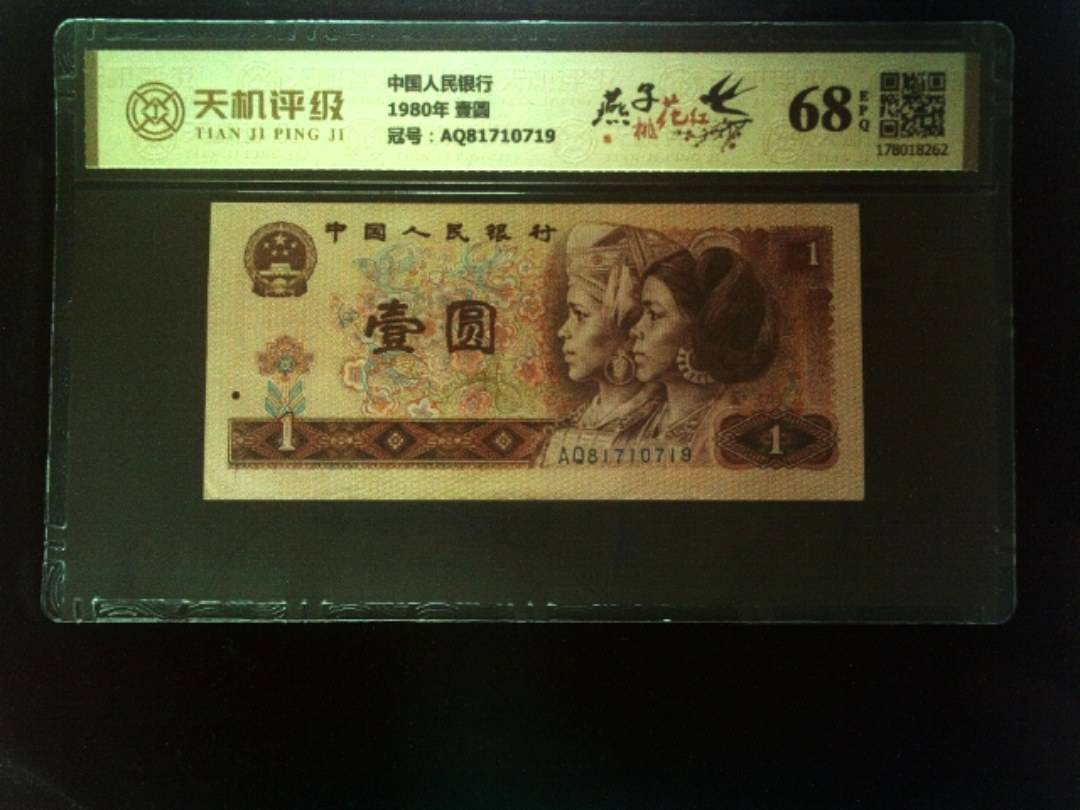 天机评级
TIAN JI PING JI
中国人民银行
1980年 壹圆
冠号：AQ81710719
燕子
桃花红
68
EPQ
178018262
中国人民银行
1
壹圆
1
AQ81710719
1